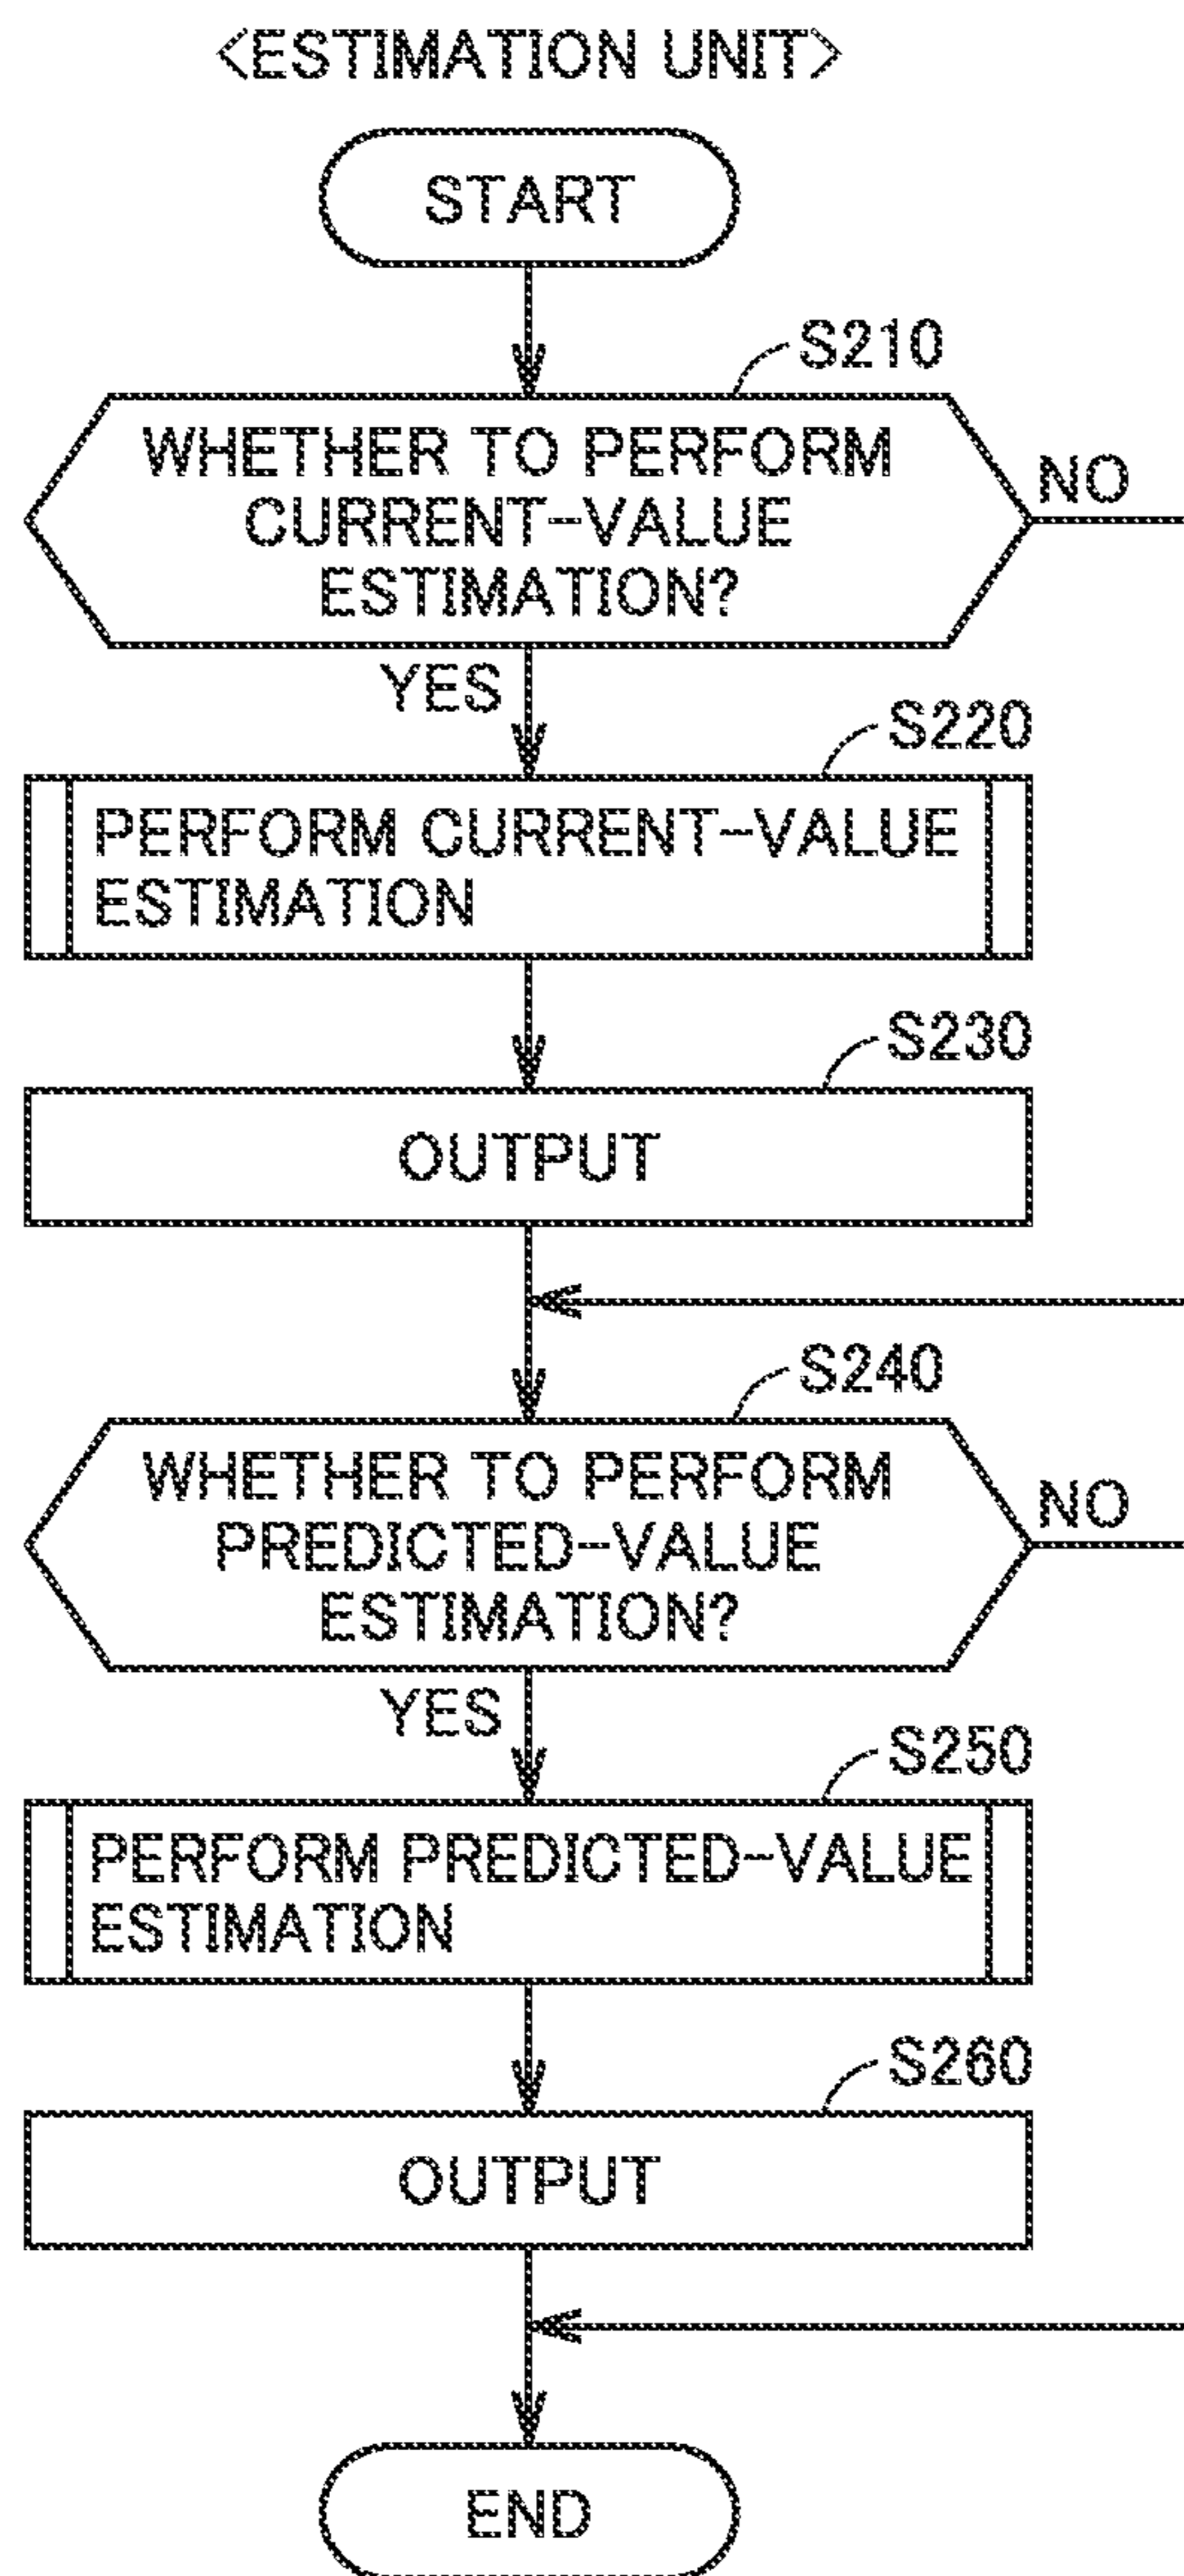 <ESTIMATION UNIT>
START
S210
WHETHER TO PERFORM
CURRENT-VALUE
ESTIMATION?
NO
YES
S220
PERFORM CURRENT-VALUE
ESTIMATION
S230
OUTPUT
S240
WHETHER TO PERFORM
PREDICTED-VALUE
ESTIMATION?
NO
YES
S250
PERFORM PREDICTED-VALUE
ESTIMATION
S260
OUTPUT
END